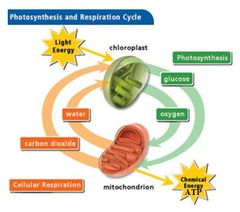 Photosynthesis and Respiration Cycle
Light
Energy
chloroplast
Photosynthesis
glucose
water
oxygen
carbon dioxide
Cellular Respiration
mitochondrion
Chemical
Energy
ATP